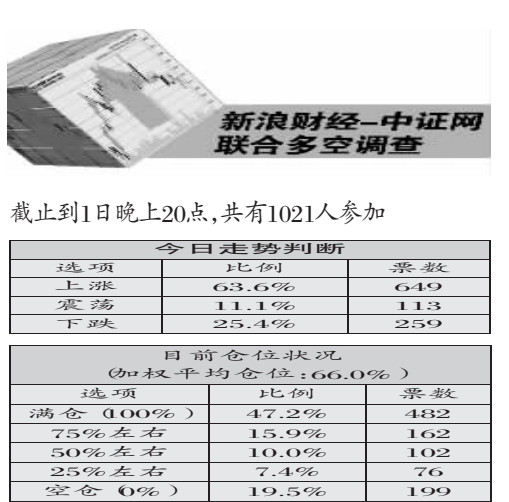 新浪财经-中证网
联合多空调查
截止到1日晚上20点,共有1021人参加
今日走势判断
选项 比例 票数
上涨 63.6% 649
震荡 11.1% 113
下跌 25.4% 259
目前仓位状况
(加权平均仓位:66.0%)
选项 比例 票数
满仓(100%) 47.2% 482
75%左右 15.9% 162
50%左右 10.0% 102
25%左右 7.4% 76
空仓(0%) 19.5% 199